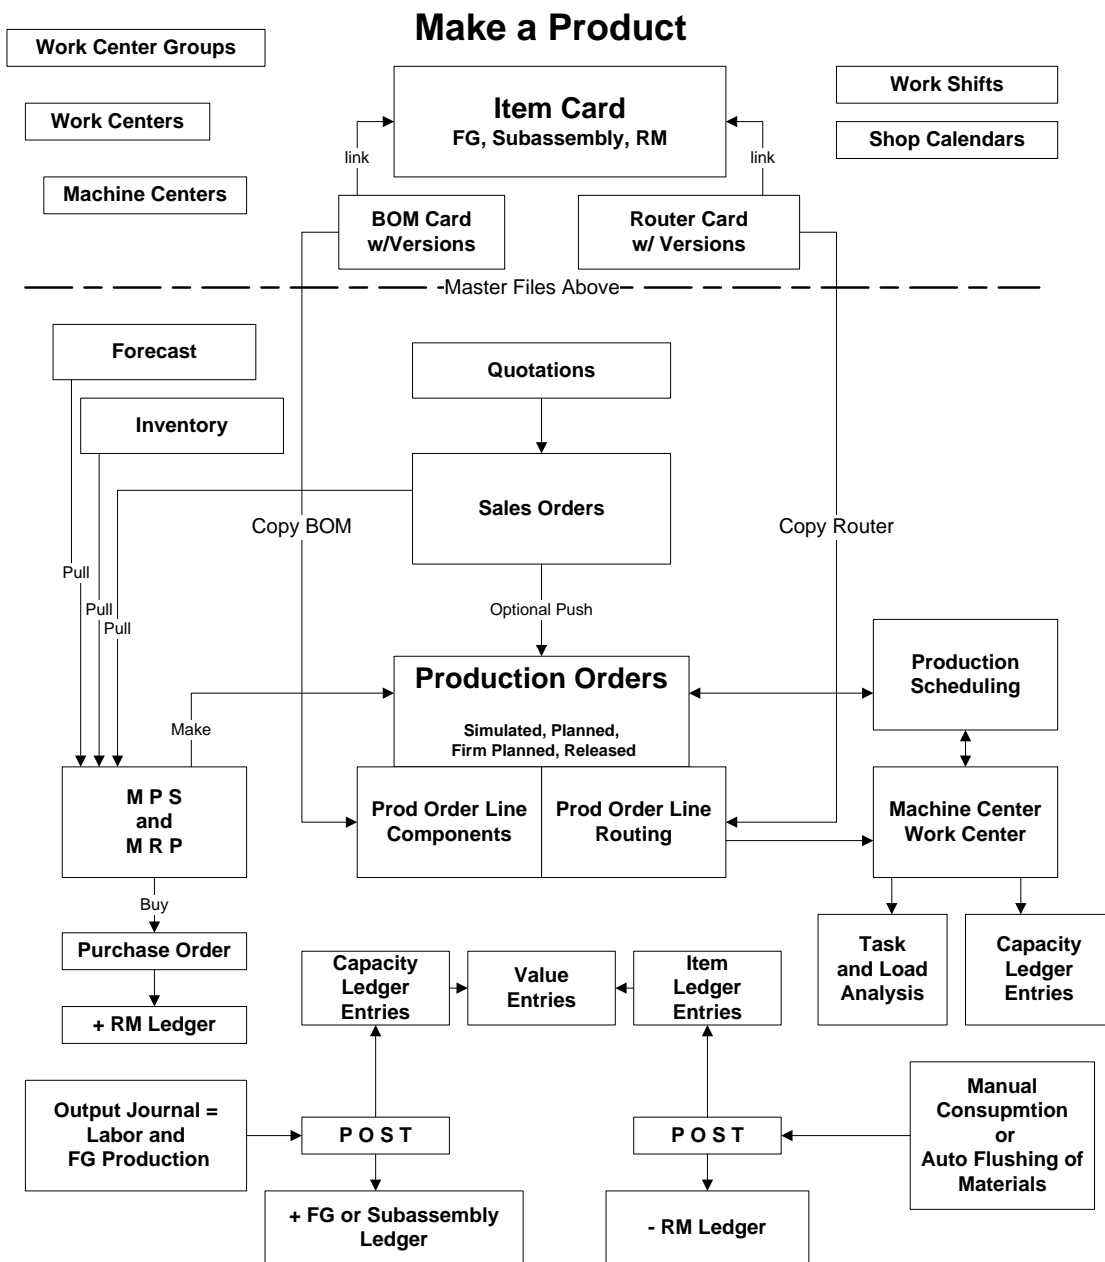 Make a Product
Work Center Groups
Item Card
FG, Subassembly, RM
Work Shifts
Work Centers
Shop Calendars
link
link
Machine Centers
BOM Card
w/Versions
Router Card
w/ Versions
Master Files Above
Forecast
Quotations
Inventory
Sales Orders
Copy BOM
Copy Router
Pull
Pull
Pull
Optional Push
Production Orders
Simulated, Planned,
Firm Planned, Released
Production
Scheduling
Make
M P S
and
M R P
Prod Order Line
Components
Prod Order Line
Routing
Machine Center
Work Center
Buy
Purchase Order
+ RM Ledger
Capacity
Ledger
Entries
Value
Entries
Item
Ledger
Entries
Task
and Load
Analysis
Capacity
Ledger
Entries
Output Journal =
Labor and
FG Production
P O S T
P O S T
Manual
Consupmtion
or
Auto Flushing of
Materials
+ FG or Subassembly
Ledger
- RM Ledger